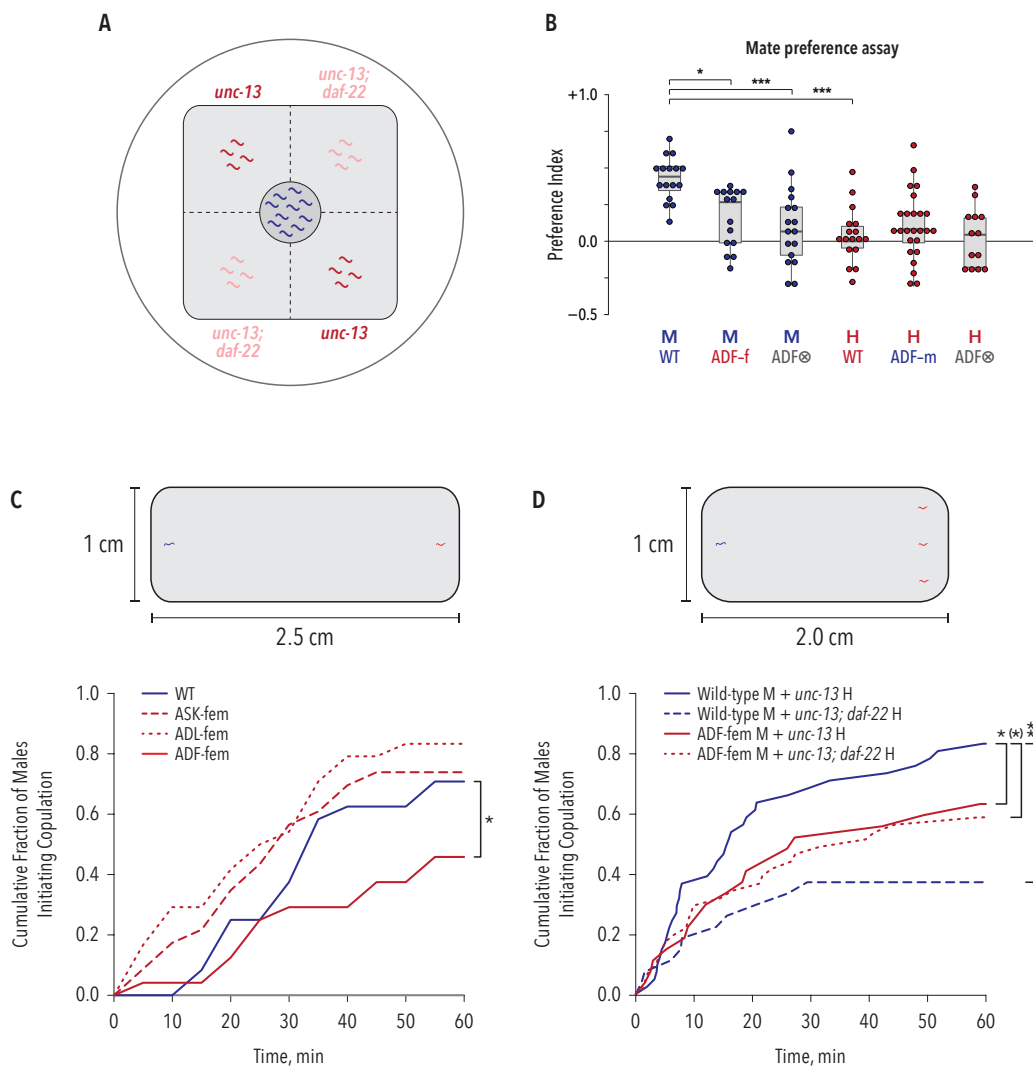 A
unc-13
unc-13;
daf-22
unc-13;
daf-22
unc-13
B
Mate preference assay
*
***
***
+1.0
0.0
−0.5
Preference Index
M
WT
M
ADF–f
M
ADF⊗
H
WT
H
ADF–m
H
ADF⊗
C
1 cm
2.5 cm
WT
ASK-fem
ADL-fem
ADF-fem
1.0
0.8
0.6
0.4
0.2
0.0
*
Cumulative Fraction of Males
Initiating Copulation
0 10 20 30 40 50 60
Time, min
D
1 cm
2.0 cm
Wild-type M + unc-13 H
Wild-type M + unc-13; daf-22 H
ADF-fem M + unc-13 H
ADF-fem M + unc-13; daf-22 H
* (*) **
1.0
0.8
0.6
0.4
0.2
0.0
Cumulative Fraction of Males
Initiating Copulation
0 10 20 30 40 50 60
Time, min